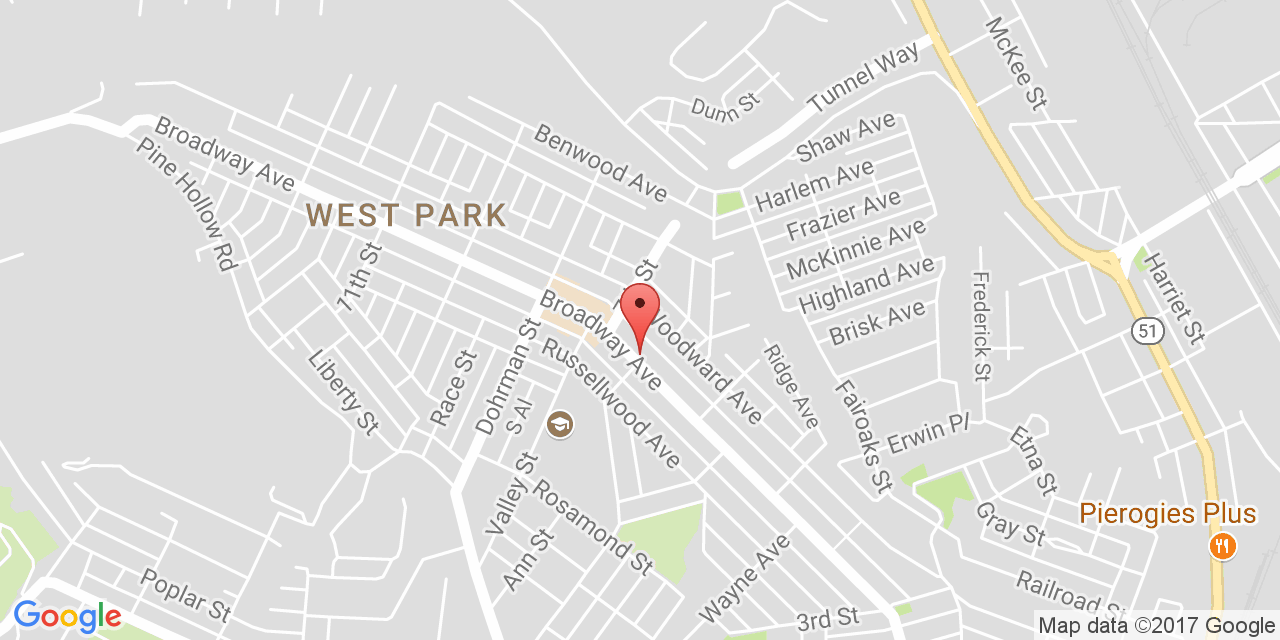 McKee St
Tunnel Way
Dunn St
Shaw Ave
Broadway Ave
Benwood Ave
Pine Hollow Rd
Harlem Ave
WEST PARK
Frazier Ave
McKinnie Ave
71th St
St
Highland Ave
Harriet St
Frederick St
Brisk Ave
51
Broadway Ave
Woodward Ave
Russellwood Ave
Dohrman St
Race St
Liberty St
Ridge Ave
Fairoaks St
S Al
Erwin Pl
Etna St
Valley St
Rosamond St
Pierogies Plus
Gray St
Ann St
Wayne Ave
Poplar St
Railroad St
3rd St
Google
Map data ©2017 Google